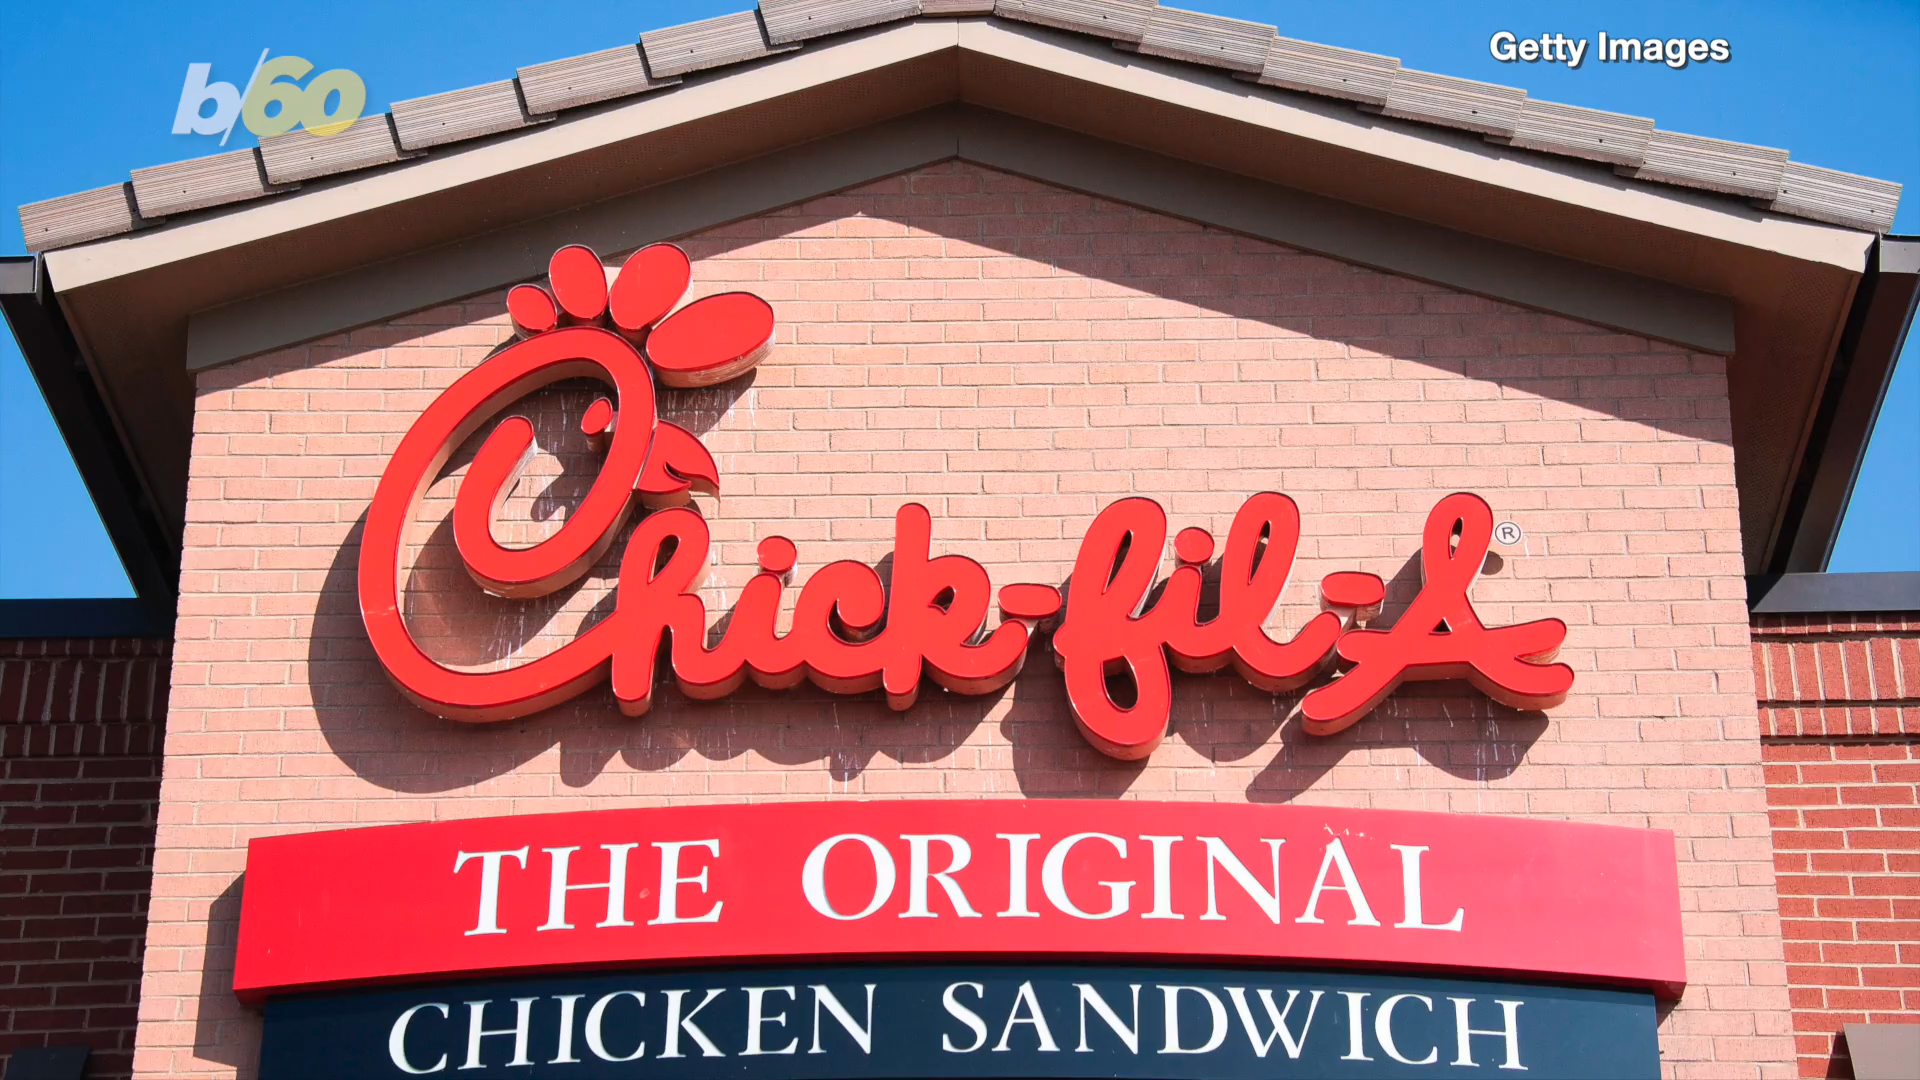 b/60
Getty Images
Chick-fil-A®
THE ORIGINAL
CHICKEN SANDWICH